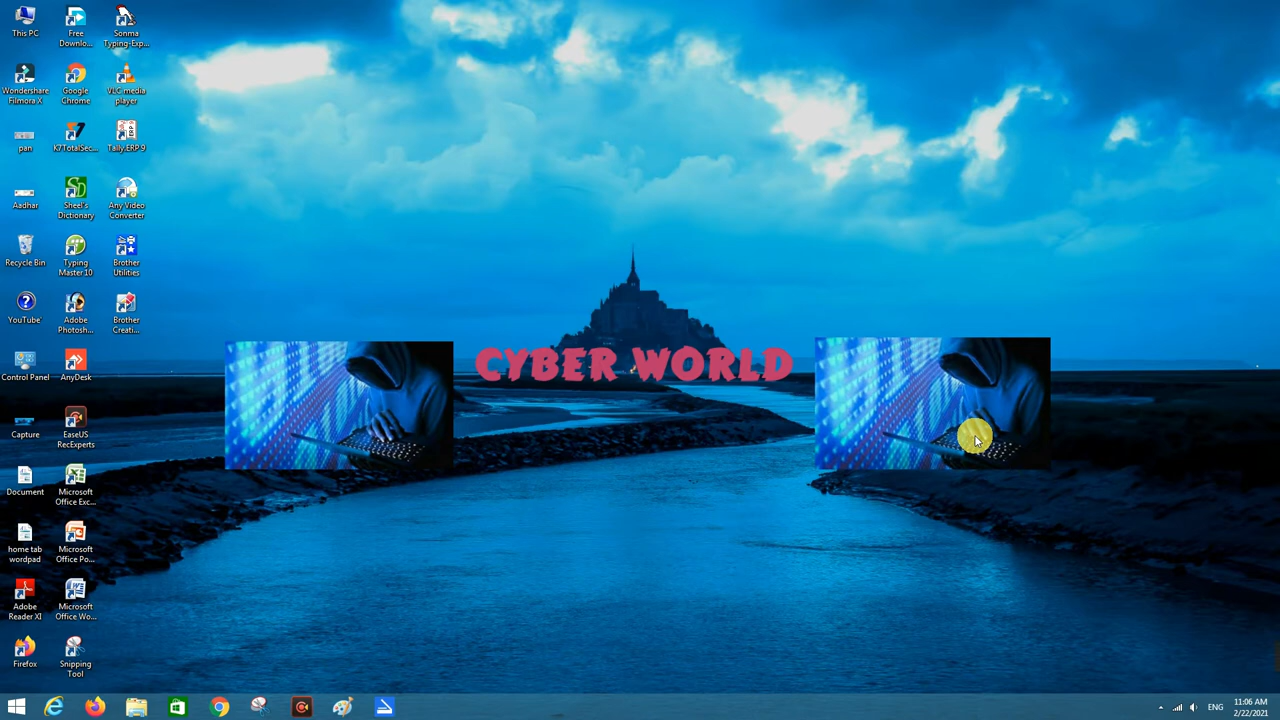 This PC
Free
Downlo...
Sonma
Typing-Exp...
Wondershare
Filmora X
Google
Chrome
VLC media
player
pan
K7TotalSec...
Tally.ERP 9
Aadhar
Sheel's
Dictionary
Any Video
Converter
Recycle Bin
Typing
Master 10
Brother
Utilities
YouTube
Adobe
Photosh...
Brother
Creati...
Control Panel
AnyDesk
CYBER WORLD
Capture
EaseUS
RecExperts
Document
Microsoft
Office Exc...
home tab
wordpad
Microsoft
Office Po...
Adobe
Reader XI
Microsoft
Office Wo...
Firefox
Snipping
Tool
ENG
11:06 AM
2/22/2021